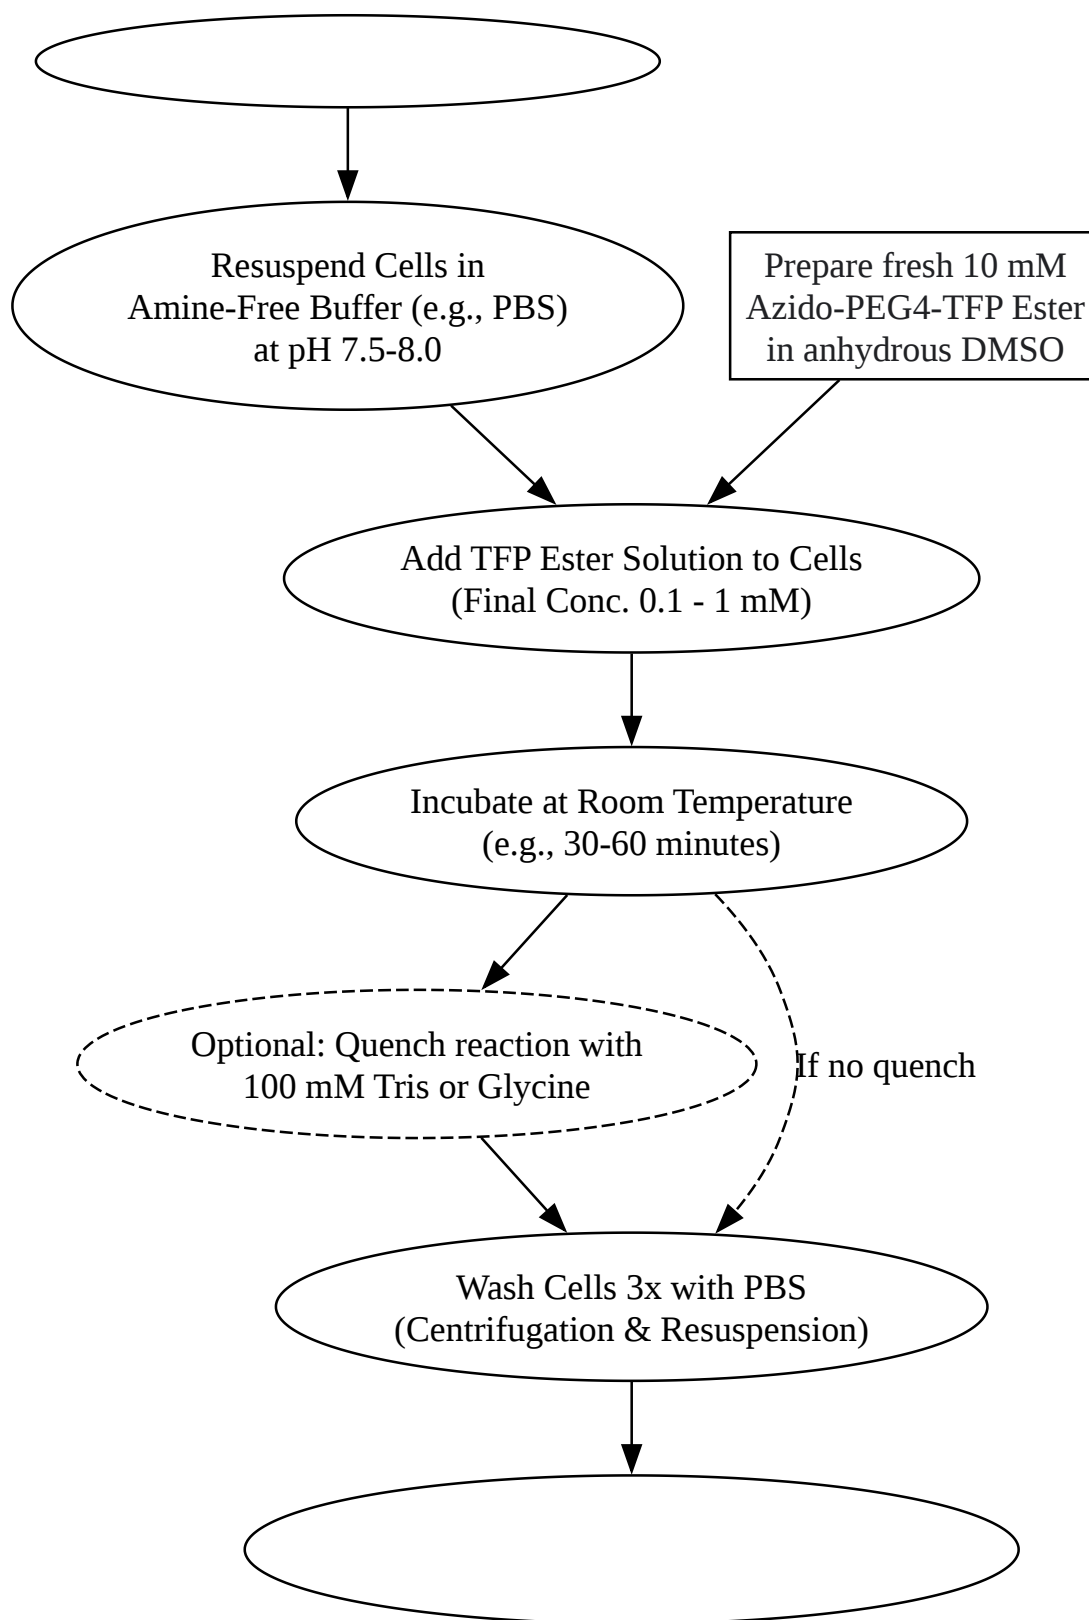 Resuspend Cells in
Amine-Free Buffer (e.g., PBS)
at pH 7.5-8.0
Prepare fresh 10 mM
Azido-PEG4-TFP Ester
in anhydrous DMSO
Add TFP Ester Solution to Cells
(Final Conc. 0.1 - 1 mM)
Incubate at Room Temperature
(e.g., 30-60 minutes)
Optional: Quench reaction with
100 mM Tris or Glycine
If no quench
Wash Cells 3x with PBS
(Centrifugation & Resuspension)